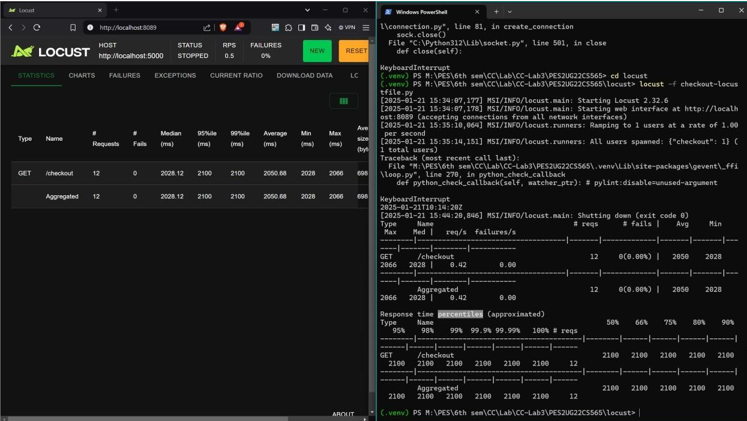 Locust
http://localhost:8089
VPN
LOCUST
HOST
http://localhost:5000
STATUS
STOPPED
RPS
0.5
FAILURES
0%
NEW
RESET
STATISTICS CHARTS FAILURES EXCEPTIONS CURRENT RATIO DOWNLOAD DATA LO
Type Name # Requests # Fails Median (ms) 95%ile (ms) 99%ile (ms) Average (ms) Min (ms) Max (ms) Ave size (byt
GET /checkout 12 0 2028.12 2100 2100 2050.68 2028 2066 698
Aggregated 12 0 2028.12 2100 2100 2050.68 2028 2066 698
ABOUT
Windows PowerShell
l\connection.py", line 81, in create_connection
sock.close()
File "C:\Python312\Lib\socket.py", line 501, in close
def close(self):
KeyboardInterrupt
(.venv) PS M:\PES\6th sem\CC\Lab\CC-Lab3\PES2UG22CS565> cd locust
(.venv) PS M:\PES\6th sem\CC\Lab\CC-Lab3\PES2UG22CS565\locust> locust -f checkout-locus
tfile.py
[2025-01-21 15:34:07,177] MSI/INFO/locust.main: Starting Locust 2.32.6
[2025-01-21 15:34:07,178] MSI/INFO/locust.main: Starting web interface at http://localh
ost:8089 (accepting connections from all network interfaces)
[2025-01-21 15:35:10,064] MSI/INFO/locust.runners: Ramping to 1 users at a rate of 1.00
per second
[2025-01-21 15:35:14,151] MSI/INFO/locust.runners: All users spawned: {"checkout": 1} (
1 total users)
Traceback (most recent call last):
File "M:\PES\6th sem\CC\Lab\CC-Lab3\PES2UG22CS565\.venv\Lib\site-packages\gevent\_ffi
\loop.py", line 270, in python_check_callback
def python_check_callback(self, watcher_ptr): # pylint:disable=unused-argument
KeyboardInterrupt
2025-01-21T10:14:20Z
[2025-01-21 15:44:20,846] MSI/INFO/locust.main: Shutting down (exit code 0)
Type Name # reqs # fails | Avg Min
Max Med | req/s failures/s
--------|------------------------------------|-------|-------------|-------|---
----|-------|-------|--------|-----------
GET /checkout 12 0(0.00%) | 2050 2028
2066 2028 | 0.42 0.00
--------|------------------------------------|-------|-------------|-------|---
----|-------|-------|--------|-----------
Aggregated 12 0(0.00%) | 2050 2028
2066 2028 | 0.42 0.00
Response time percentiles (approximated)
Type Name 50% 66% 75% 80% 90%
95% 98% 99% 99.9% 99.99% 100% # reqs
--------|------------------------------------|-------|------|------|------|------
|------|------|------|------|------|------|------
GET /checkout 2100 2100 2100 2100 2100
2100 2100 2100 2100 2100 2100 12
--------|------------------------------------|-------|------|------|------|------
|------|------|------|------|------|------|------
Aggregated 2100 2100 2100 2100 2100
2100 2100 2100 2100 2100 2100 12
(.venv) PS M:\PES\6th sem\CC\Lab\CC-Lab3\PES2UG22CS565\locust>